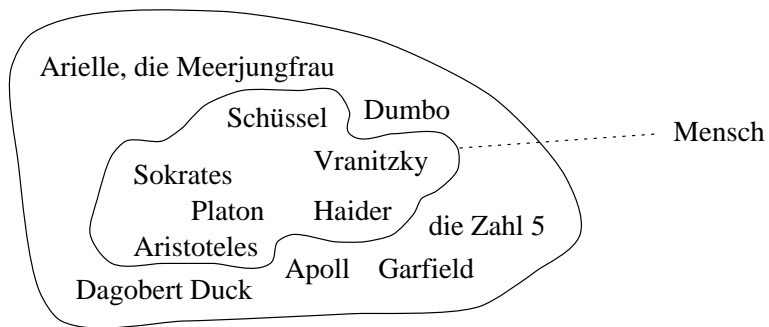 Arielle, die Meerjungfrau
Schüssel
Dumbo
Mensch
Vranitzky
Sokrates
Platon
Haider
die Zahl 5
Aristoteles
Apoll
Garfield
Dagobert Duck